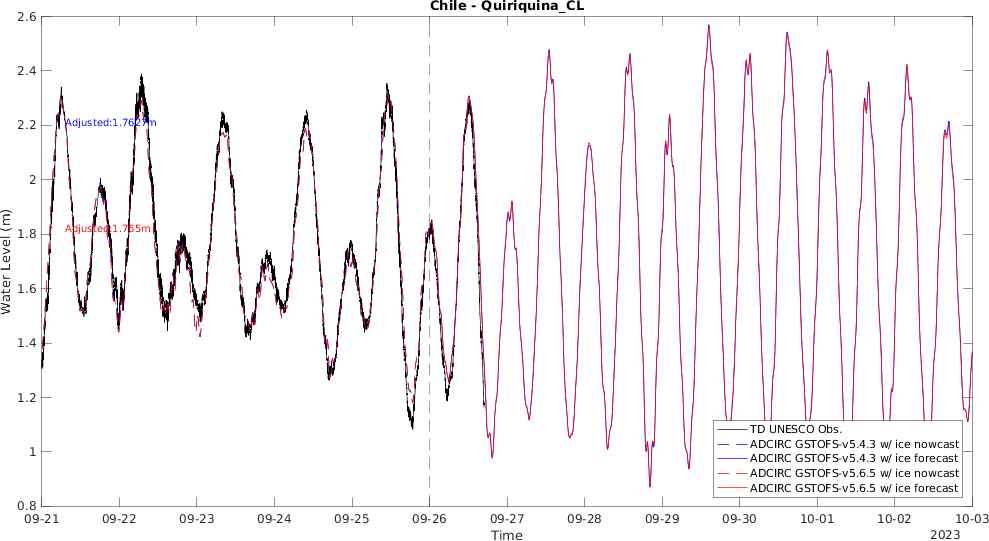 Chile - Quiriquina_CL
2.6
2.4
2.2
2
1.8
1.6
1.4
1.2
1
0.8
Water Level (m)
Adjusted:1.7627m
Adjusted:1.755m
TD UNESCO Obs.
ADCIRC GSTOFS-v5.4.3 w/ ice nowcast
ADCIRC GSTOFS-v5.4.3 w/ ice forecast
ADCIRC GSTOFS-v5.6.5 w/ ice nowcast
ADCIRC GSTOFS-v5.6.5 w/ ice forecast
09-21 09-22 09-23 09-24 09-25 09-26 09-27 09-28 09-29 09-30 10-01 10-02 10-03
Time
2023